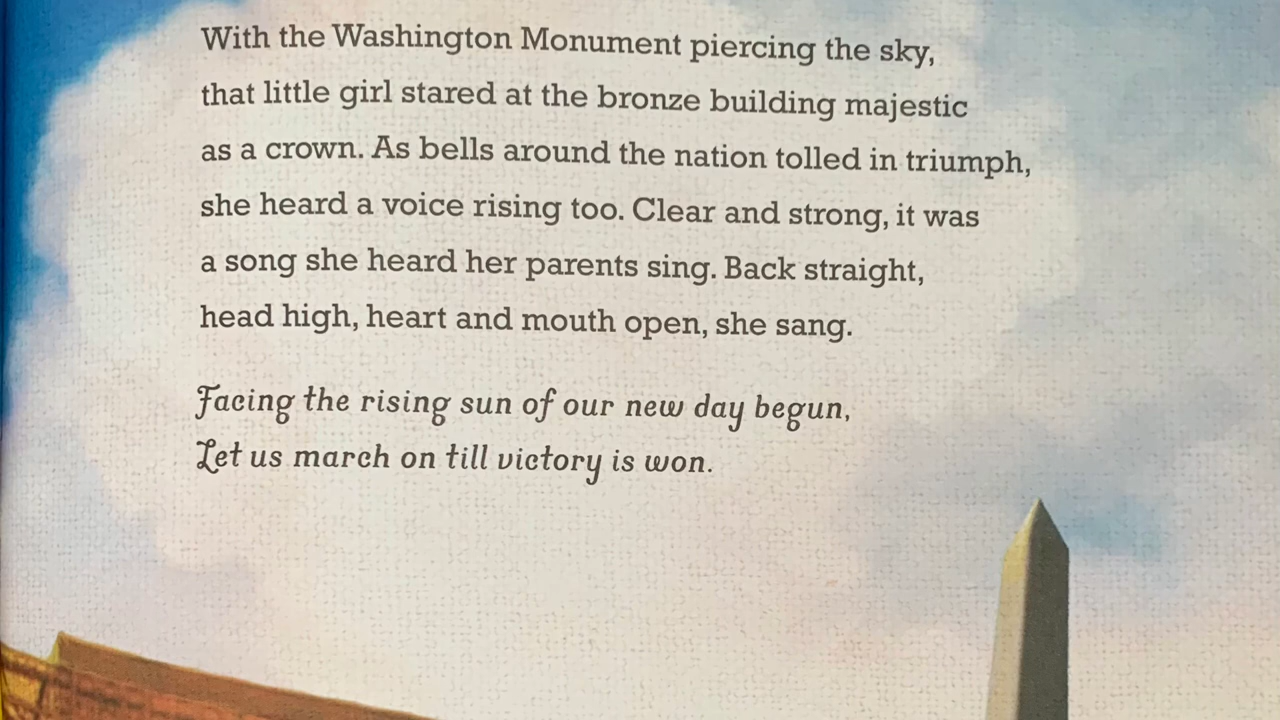 With the Washington Monument piercing the sky,
that little girl stared at the bronze building majestic
as a crown. As bells around the nation tolled in triumph,
she heard a voice rising too. Clear and strong, it was
a song she heard her parents sing. Back straight,
head high, heart and mouth open, she sang.
Facing the rising sun of our new day begun,
Let us march on till victory is won.